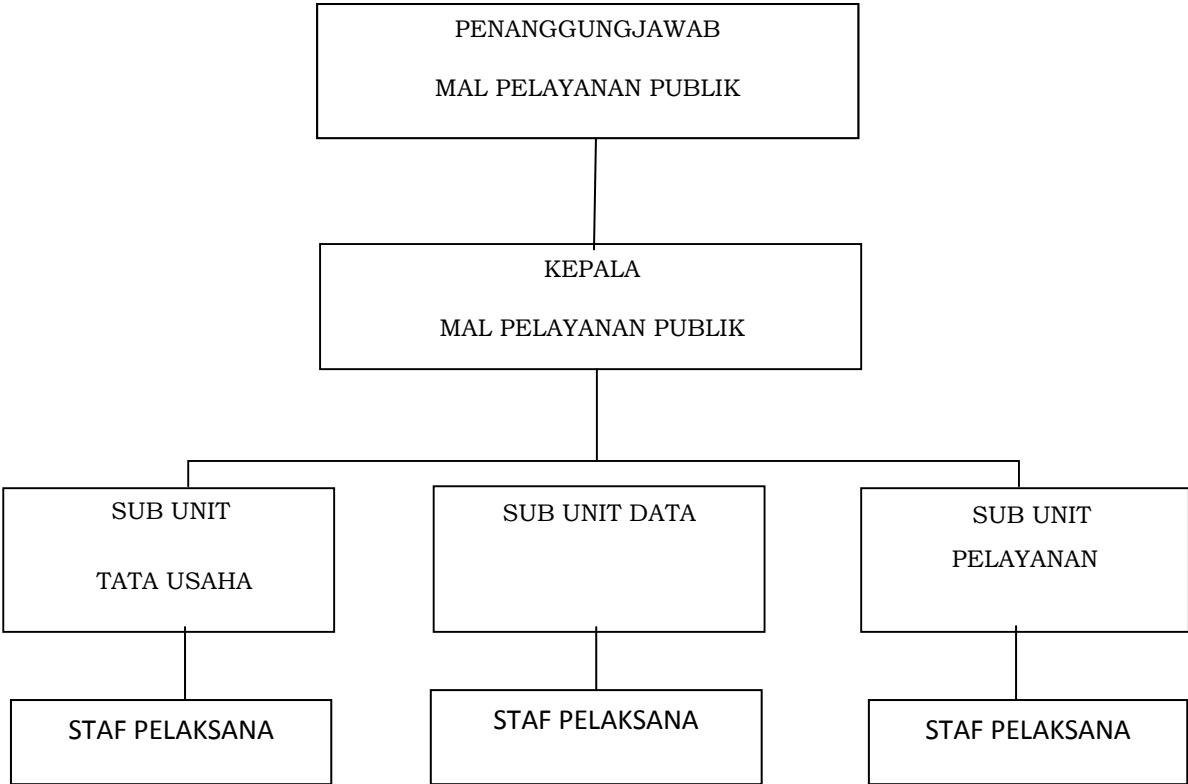 PENANGGUNGJAWAB
MAL PELAYANAN PUBLIK
KEPALA
MAL PELAYANAN PUBLIK
SUB UNIT
TATA USAHA
SUB UNIT DATA
SUB UNIT
PELAYANAN
STAF PELAKSANA
STAF PELAKSANA
STAF PELAKSANA